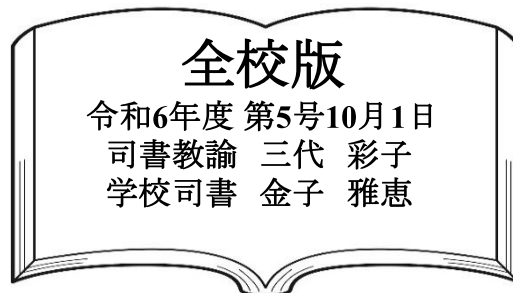 全校版
令和6年度 第5号10月1日
司書教諭 三代 彩子
学校司書 金子 雅恵